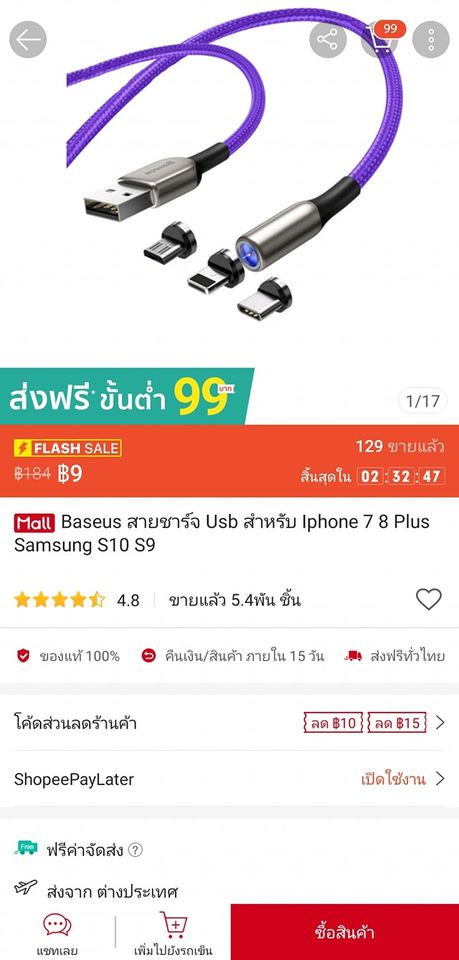 99
ส่งฟรี* ขั้นต่ำ 99 บาท
1/17
FLASH SALE
129 ขายแล้ว
฿184 ฿9
สิ้นสุดใน 02 : 32 : 47
Mall Baseus สายชาร์จ Usb สำหรับ Iphone 7 8 Plus
Samsung S10 S9
4.8
ขายแล้ว 5.4พัน ชิ้น
ของแท้ 100%
คืนเงิน/สินค้า ภายใน 15 วัน
ส่งฟรีทั่วไทย
โค้ดส่วนลดร้านค้า
ลด ฿10
ลด ฿15
ShopeePayLater
เปิดใช้งาน
Free
ฟรีค่าจัดส่ง ?
ส่งจาก ต่างประเทศ
แชทเลย
เพิ่มไปยังรถเข็น
ซื้อสินค้า